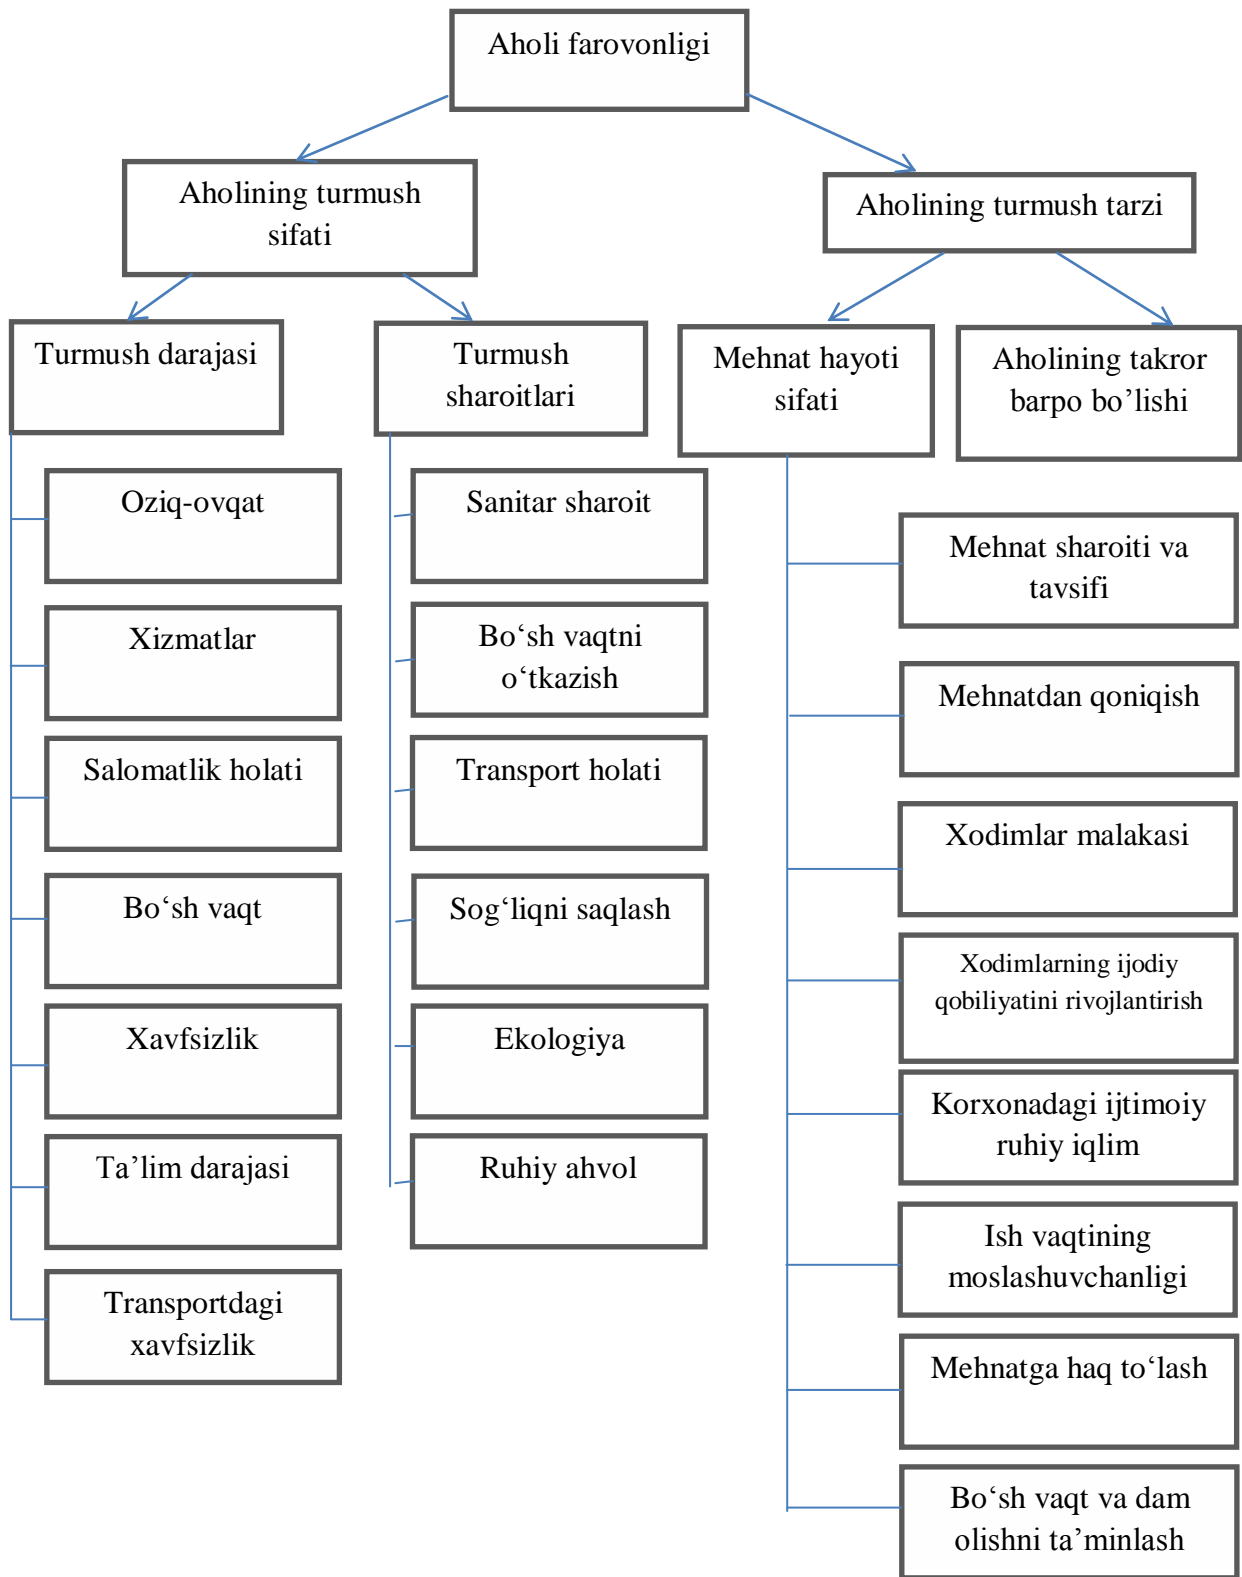 Aholi farovonligi
Aholining turmush
sifati
Aholining turmush tarzi
Turmush darajasi
Turmush
sharoitlari
Mehnat hayoti
sifati
Aholining takror
barpo bo’lishi
Oziq-ovqat
Xizmatlar
Salomatlik holati
Bo‘sh vaqt
Xavfsizlik
Ta’lim darajasi
Transportdagi
xavfsizlik
Sanitar sharoit
Bo‘sh vaqtni
o‘tkazish
Transport holati
Sog‘liqni saqlash
Ekologiya
Ruhiy ahvol
Mehnat sharoiti va
tavsifi
Mehnatdan qoniqish
Xodimlar malakasi
Xodimlarning ijodiy
qobiliyatini rivojlantirish
Korxonadagi ijtimoiy
ruhiy iqlim
Ish vaqtining
moslashuvchanligi
Mehnatga haq to‘lash
Bo‘sh vaqt va dam
olishni ta’minlash